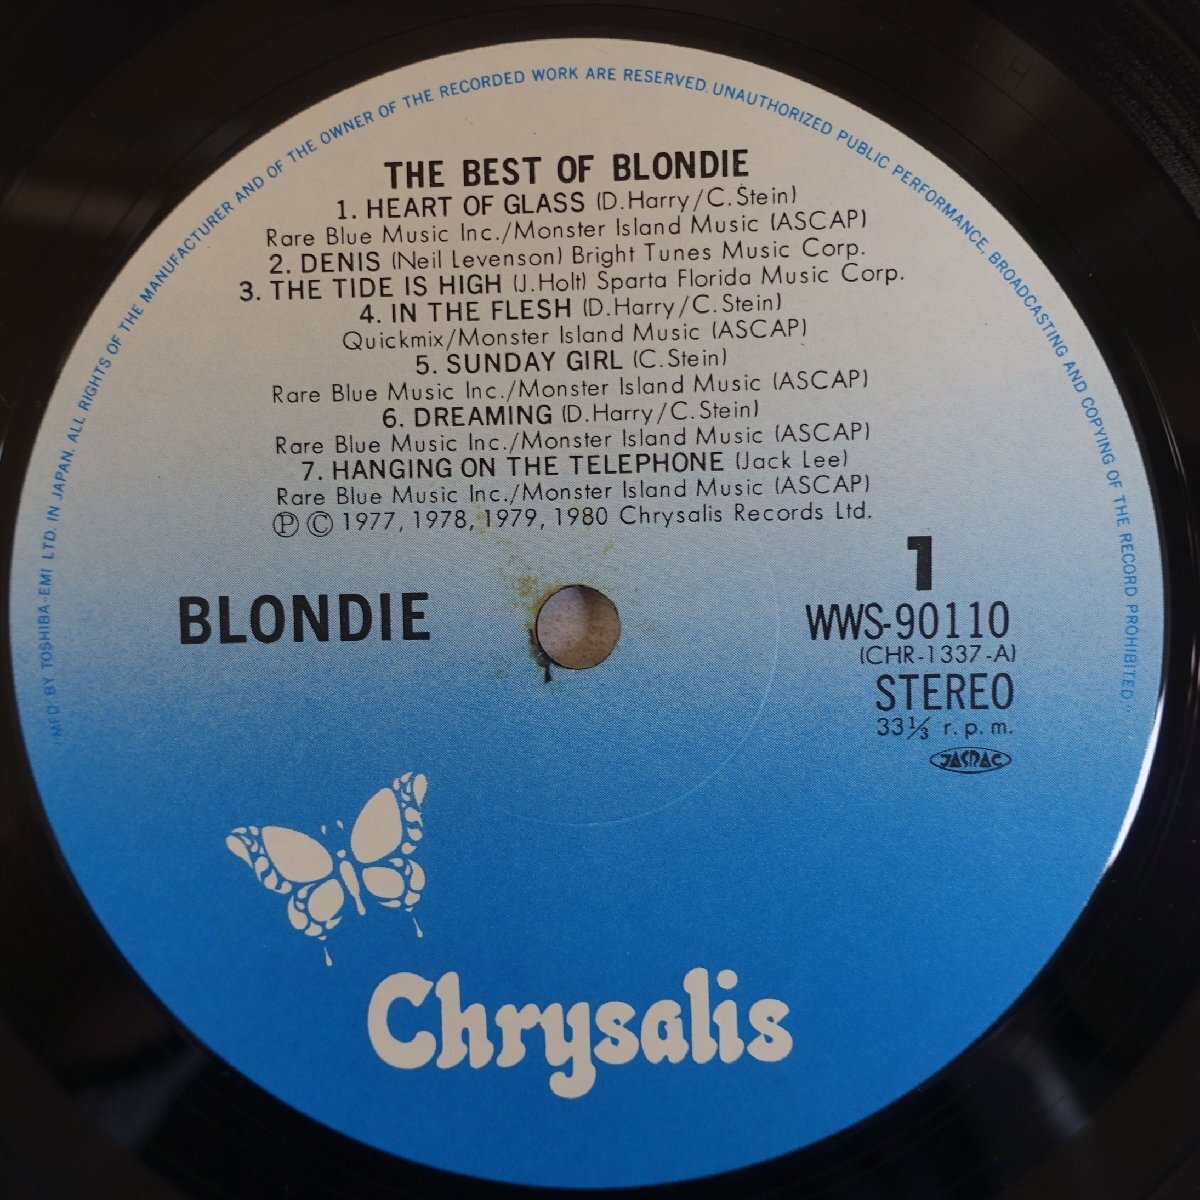 "MFD. BY TOSHIBA-EMI LTD. IN JAPAN. ALL RIGHTS OF THE MANUFACTURER AND OF THE OWNER OF THE RECORDED WORK ARE RESERVED. UNAUTHORIZED PUBLIC PERFORMANCE, BROADCASTING AND COPYING OF THE RECORD PROHIBITED."
THE BEST OF BLONDIE
1. HEART OF GLASS (D.Harry/C.Stein)
Rare Blue Music Inc./Monster Island Music (ASCAP)
2. DENIS (Neil Levenson) Bright Tunes Music Corp.
3. THE TIDE IS HIGH (J.Holt) Sparta Florida Music Corp.
4. IN THE FLESH (D.Harry/C.Stein)
Quickmix/Monster Island Music (ASCAP)
5. SUNDAY GIRL (C.Stein)
Rare Blue Music Inc./Monster Island Music (ASCAP)
6. DREAMING (D.Harry/C.Stein)
Rare Blue Music Inc./Monster Island Music (ASCAP)
7. HANGING ON THE TELEPHONE (Jack Lee)
Rare Blue Music Inc./Monster Island Music (ASCAP)
Ⓟ Ⓒ 1977, 1978, 1979, 1980 Chrysalis Records Ltd.
BLONDIE
1
WWS-90110
(CHR-1337-A)
STEREO
33⅓ r.p.m.
JASRAC
Chrysalis